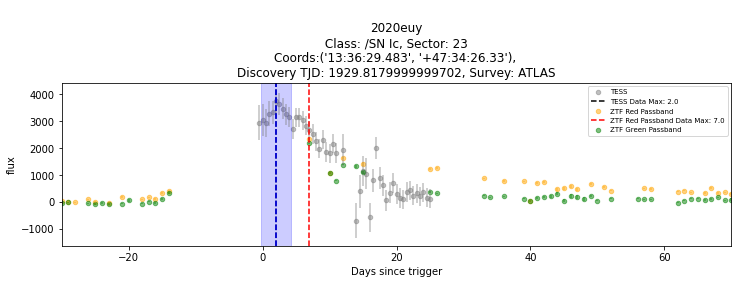 2020euy
Class: /SN Ic, Sector: 23
Coords:('13:36:29.483', '+47:34:26.33'),
Discovery TJD: 1929.8179999999702, Survey: ATLAS
TESS
TESS Data Max: 2.0
ZTF Red Passband
ZTF Red Passband Data Max: 7.0
ZTF Green Passband
flux
4000
3000
2000
1000
0
−1000
−20
0
20
40
60
Days since trigger